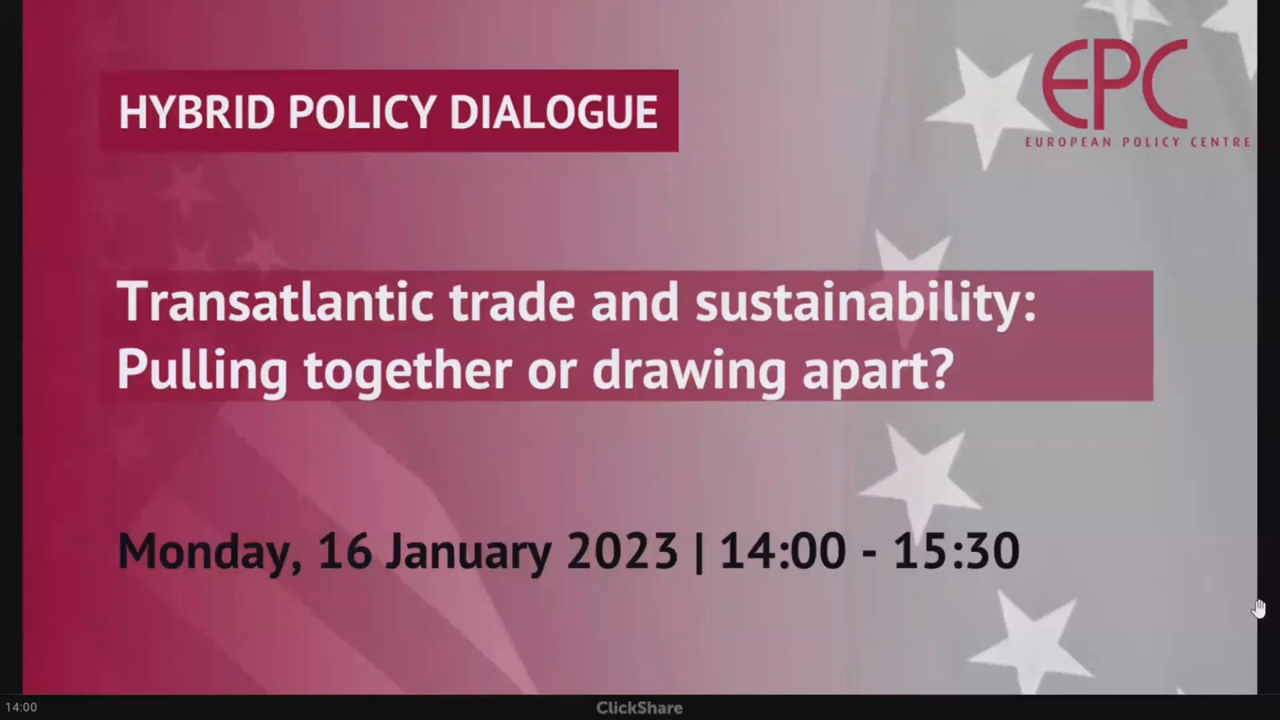 HYBRID POLICY DIALOGUE
EPC
EUROPEAN POLICY CENTRE
Transatlantic trade and sustainability:
Pulling together or drawing apart?
Monday, 16 January 2023 | 14:00 - 15:30
14:00
ClickShare